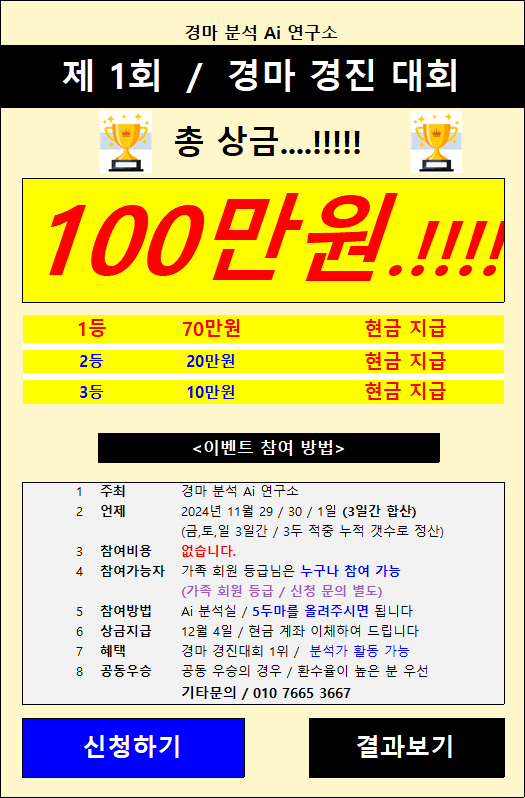 경마 분석 Ai 연구소
제 1회 / 경마 경진 대회
총 상금....!!!!!
100만원.!!!!
1등 70만원 현금 지급
2등 20만원 현금 지급
3등 10만원 현금 지급
<이벤트 참여 방법>
1 주최 경마 분석 Ai 연구소
2 언제 2024년 11월 29 / 30 / 1일 (3일간 합산)
(금,토,일 3일간 / 3두 적중 누적 갯수로 정산)
3 참여비용 없습니다.
4 참여가능자 가족 회원 등급님은 누구나 참여 가능
(가족 회원 등급 / 신청 문의 별도)
5 참여방법 Ai 분석실 / 5두마를 올려주시면 됩니다
6 상금지급 12월 4일 / 현금 계좌 이체하여 드립니다
7 혜택 경마 경진대회 1위 / 분석가 활동 가능
8 공동우승 공동 우승의 경우 / 환수율이 높은 분 우선
기타문의 / 010 7665 3667
신청하기 결과보기